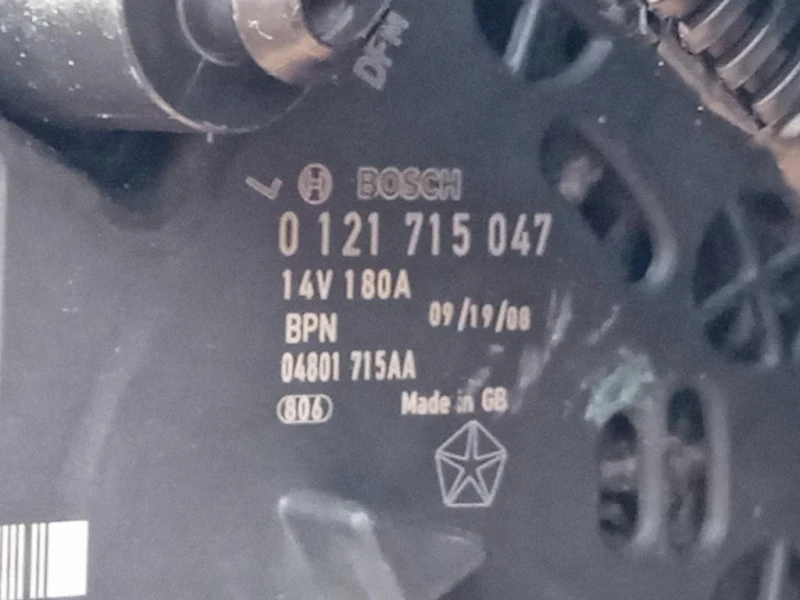 DFM
BOSCH
0 121 715 047
14V 180A
09/19/08
BPN
04801 715AA
806
Made in GB